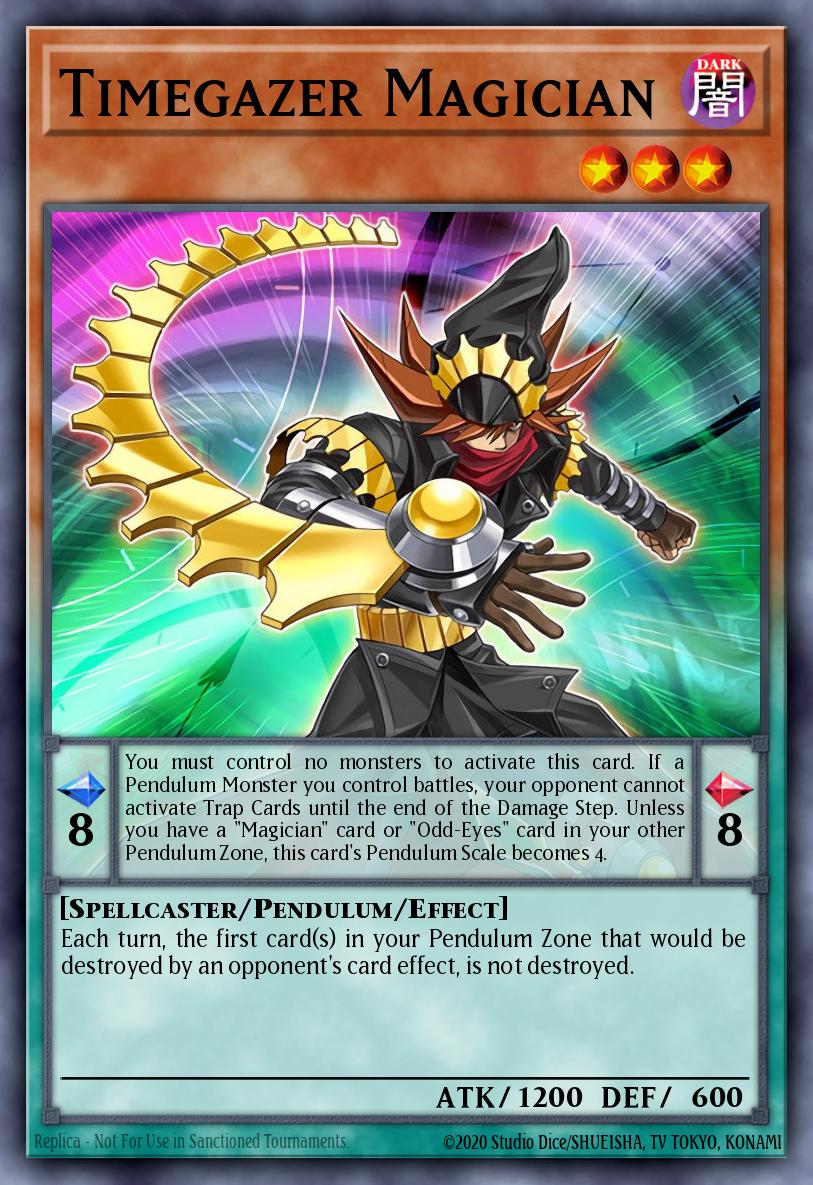 Timegazer Magician
DARK
闇
You must control no monsters to activate this card. If a
Pendulum Monster you control battles, your opponent cannot
activate Trap Cards until the end of the Damage Step. Unless
you have a "Magician" card or "Odd-Eyes" card in your other
Pendulum Zone, this card's Pendulum Scale becomes 4.
8
8
[Spellcaster/Pendulum/Effect]
Each turn, the first card(s) in your Pendulum Zone that would be
destroyed by an opponent's card effect, is not destroyed.
ATK/ 1200 DEF/ 600
Replica - Not For Use in Sanctioned Tournaments.
©2020 Studio Dice/SHUEISHA, TV TOKYO, KONAMI